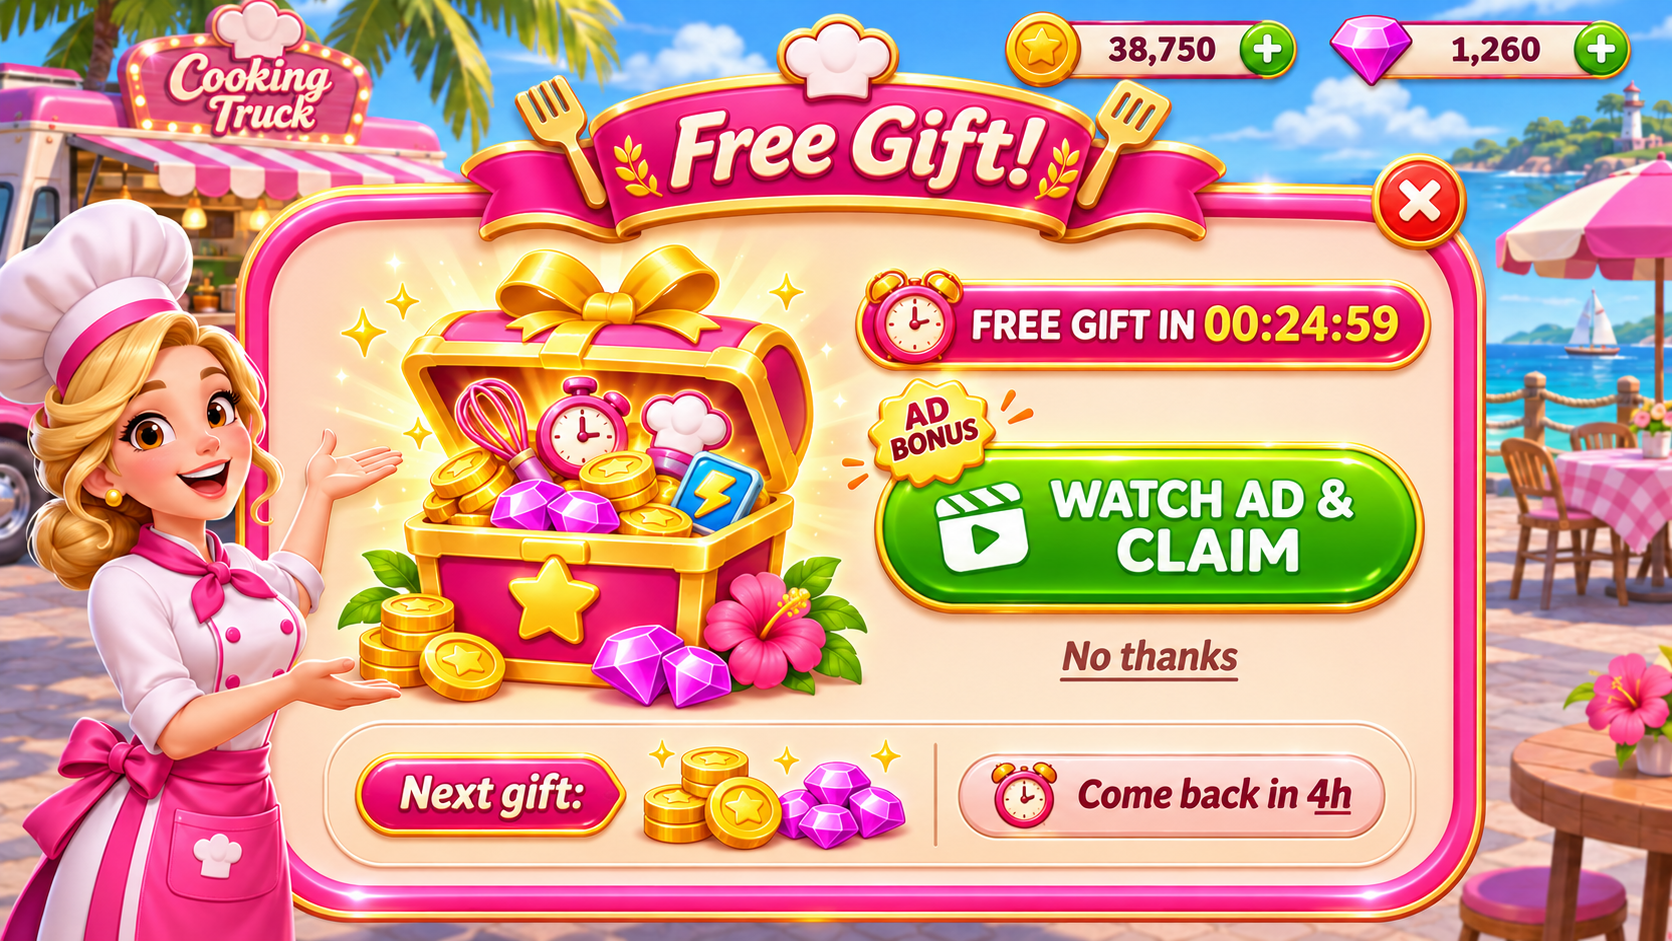 Cooking
Truck
38,750
1,260
Free Gift!
FREE GIFT IN 00:24:59
AD
BONUS
WATCH AD &
CLAIM
No thanks
Next gift:
Come back in 4h